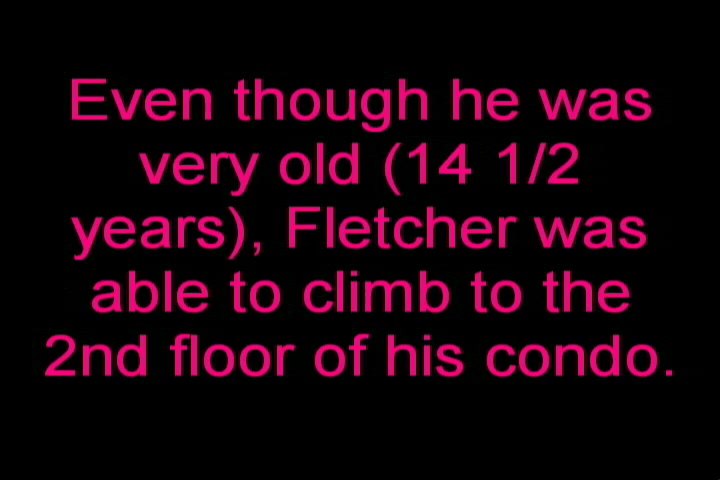 Even though he was
very old (14 1/2
years), Fletcher was
able to climb to the
2nd floor of his condo.